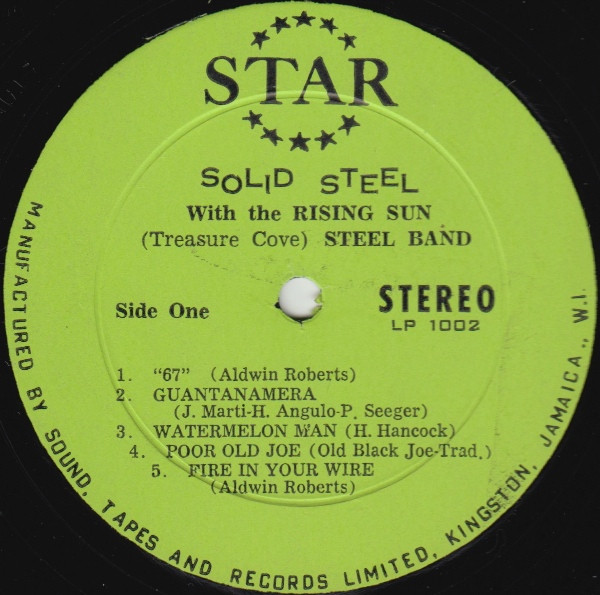 STAR
SOLID STEEL
With the RISING SUN
(Treasure Cove) STEEL BAND
Side One
STEREO
LP 1002
1. "67" (Aldwin Roberts)
2. GUANTANAMERA
(J. Marti-H. Angulo-P. Seeger)
3. WATERMELON MAN (H. Hancock)
4. POOR OLD JOE (Old Black Joe-Trad.)
5. FIRE IN YOUR WIRE
(Aldwin Roberts)
MANUFACTURED BY SOUND, TAPES AND RECORDS LIMITED, KINGSTON, JAMAICA., W.I.